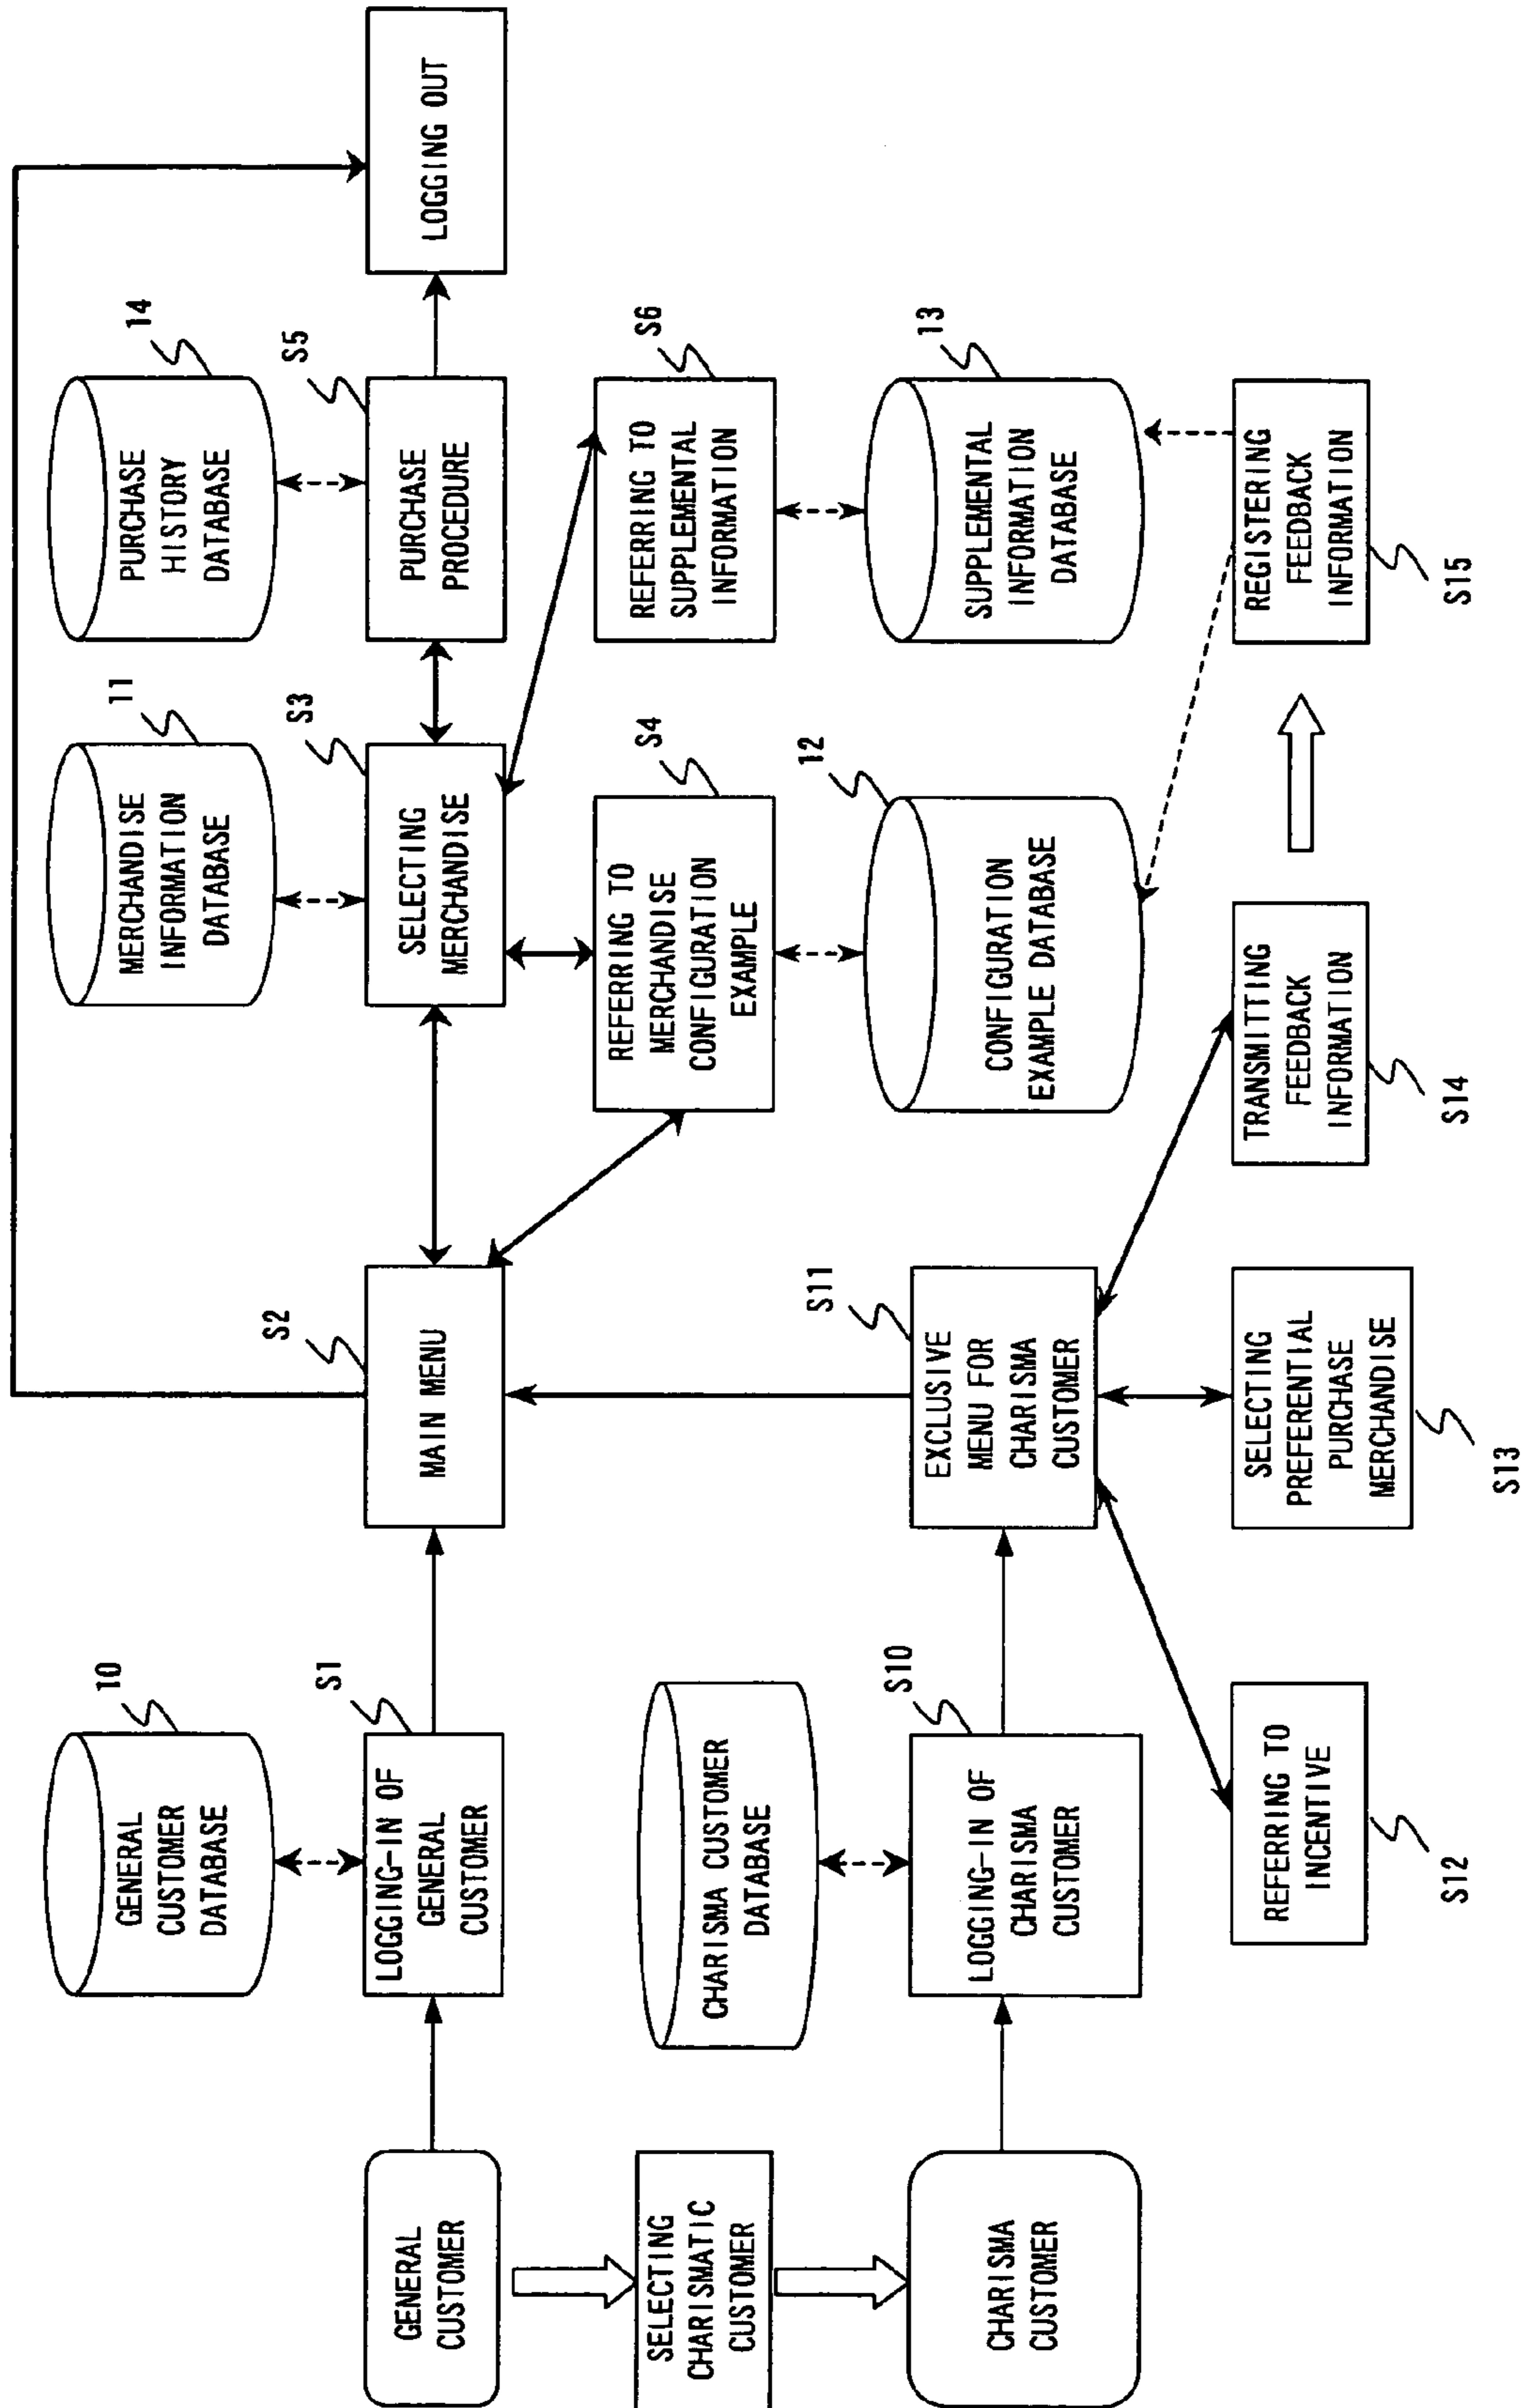 GENERAL
CUSTOMER
SELECTING
CHARISMATIC
CUSTOMER
CHARISMA
CUSTOMER
10
GENERAL
CUSTOMER
DATABASE
S1
LOGGING-IN OF
GENERAL
CUSTOMER
CHARISMA CUSTOMER
DATABASE
S10
LOGGING-IN OF
CHARISMA
CUSTOMER
S2
MAIN MENU
S11
EXCLUSIVE
MENU FOR
CHARISMA
CUSTOMER
REFERRING TO
INCENTIVE
S12
SELECTING
PREFERENTIAL
PURCHASE
MERCHANDISE
S13
TRANSMITTING
FEEDBACK
INFORMATION
S14
REGISTERING
FEEDBACK
INFORMATION
S15
11
MERCHANDISE
INFORMATION
DATABASE
S3
SELECTING
MERCHANDISE
S4
REFERRING TO
MERCHANDISE
CONFIGURATION
EXAMPLE
12
CONFIGURATION
EXAMPLE DATABASE
14
PURCHASE
HISTORY
DATABASE
S5
PURCHASE
PROCEDURE
S6
REFERRING TO
SUPPLEMENTAL
INFORMATION
13
SUPPLEMENTAL
INFORMATION
DATABASE
LOGGING OUT